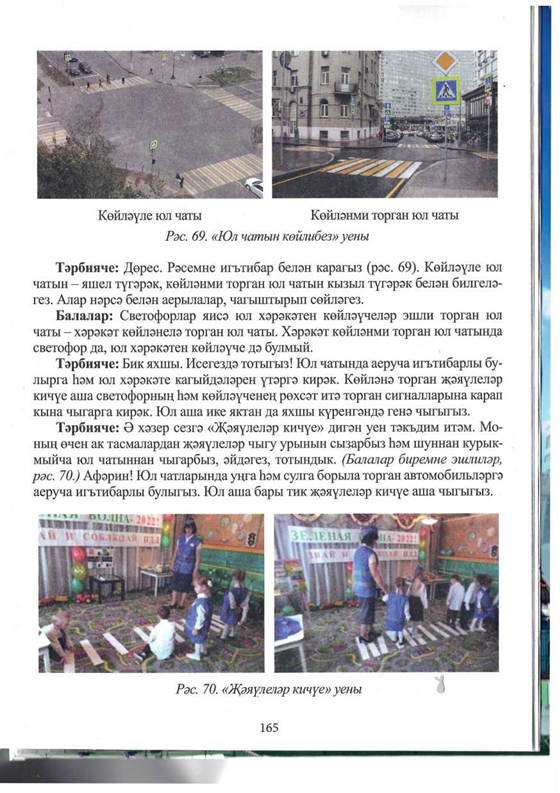 Көйләүле юл чаты
Көйләнми торган юл чаты
Рәс. 69. «Юл чатын көйлибез» уены
Тәрбияче: Дөрес. Рәсемне игътибар белән карагыз (рәс. 69). Көйләүле юл
чатын – яшел түгәрәк, көйләнми торган юл чатын кызыл түгәрәк белән билгелә-
гез. Алар нәрсә белән аерылалар, чагыштырып сөйләгез.
Балалар: Светофорлар яисә юл хәрәкәтен көйләүчеләр эшли торган юл
чаты – хәрәкәт көйләнелә торган юл чаты. Хәрәкәт көйләнми торган юл чатында
светофор да, юл хәрәкәтен көйләүче дә булмый.
Тәрбияче: Бик яхшы. Исегездә тотыгыз! Юл чатында аеруча игътибарлы бу-
лырга һәм юл хәрәкәте кагыйдәләрен үтәргә кирәк. Көйләнә торган җәяүлеләр
кичүе аша светофорның һәм көйләүченең рөхсәт итә торган сигналларына карап
кына чыгарга кирәк. Юл аша ике яктан да яхшы күренгәндә генә чыгыгыз.
Тәрбияче: Ә хәзер сезгә «Җәяүлеләр кичүе» дигән уен тәкъдим итәм. Мо-
ның өчен ак тасмалардан җәяүлеләр чыгу урынын сызарбыз һәм шуннан курык-
мыйча юл чатыннан чыгарбыз, әйдәгез, тотындык. (Балалар биремне эшлиләр,
рәс. 70.) Афәрин! Юл чатларында уңга һәм сулга борыла торган автомобильләргә
аеруча игътибарлы булыгыз. Юл аша бары тик җәяүлеләр кичүе аша чыгыгыз.
ЗНАЙ И СОБЛЮДАЙ ПДД
ЗЕЛЕНАЯ ВОЛНА- 2022!
Рәс. 70. «Җәяүлеләр кичүе» уены
165